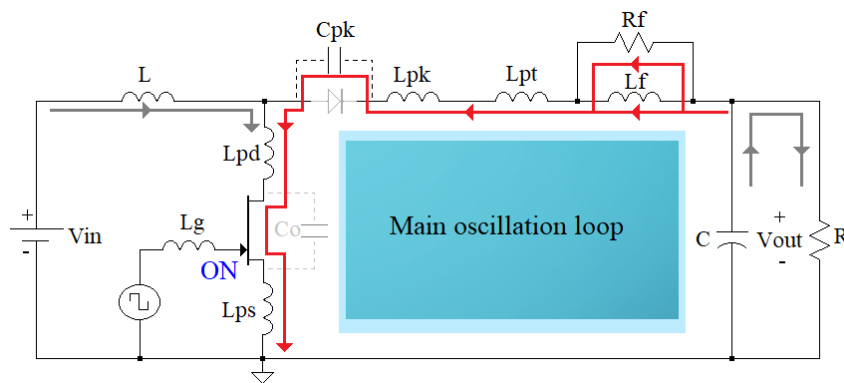 Rf
Cpk
L
Lpk
Lpt
Lf
Lpd
Lg
+
Vin
-
Co
Main oscillation loop
C
+
Vout
-
R
ON
Lps